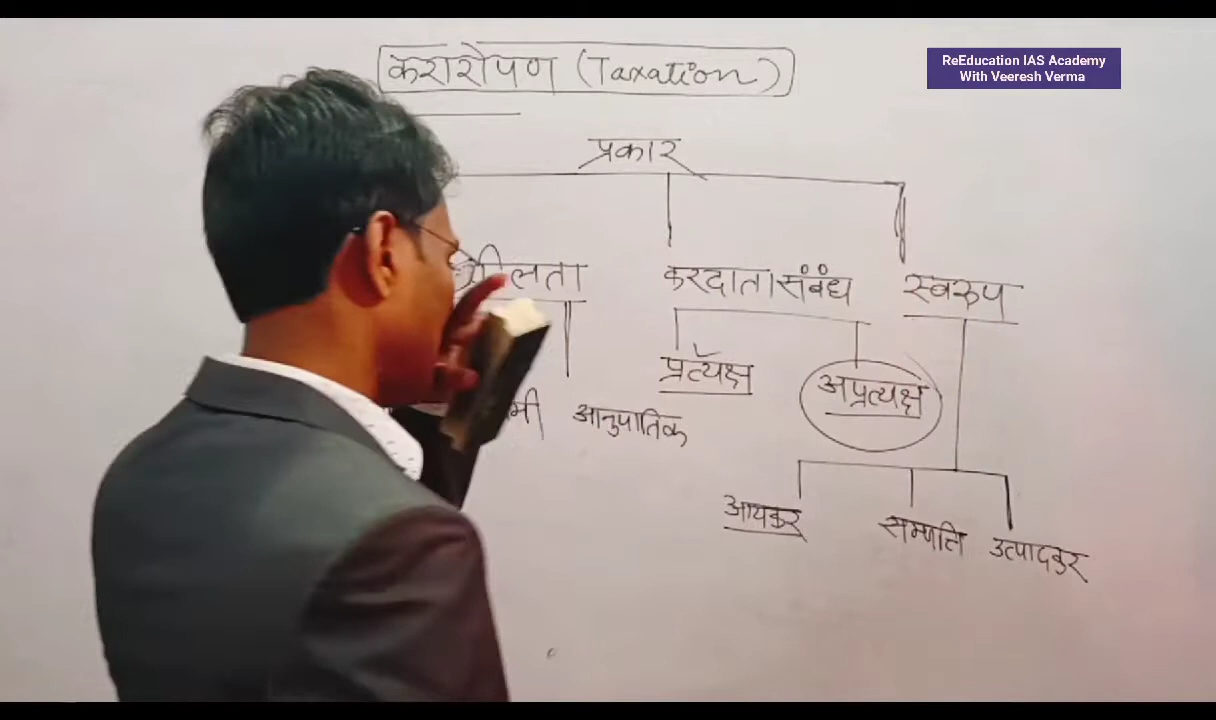 करारोपण (Taxation)
ReEducation IAS Academy
With Veeresh Verma
प्रकार
करदाता संबंध
स्वरूप
प्रत्यक्ष
अप्रत्यक्ष
आनुपातिक
आयकर
सम्पति
उत्पादकर